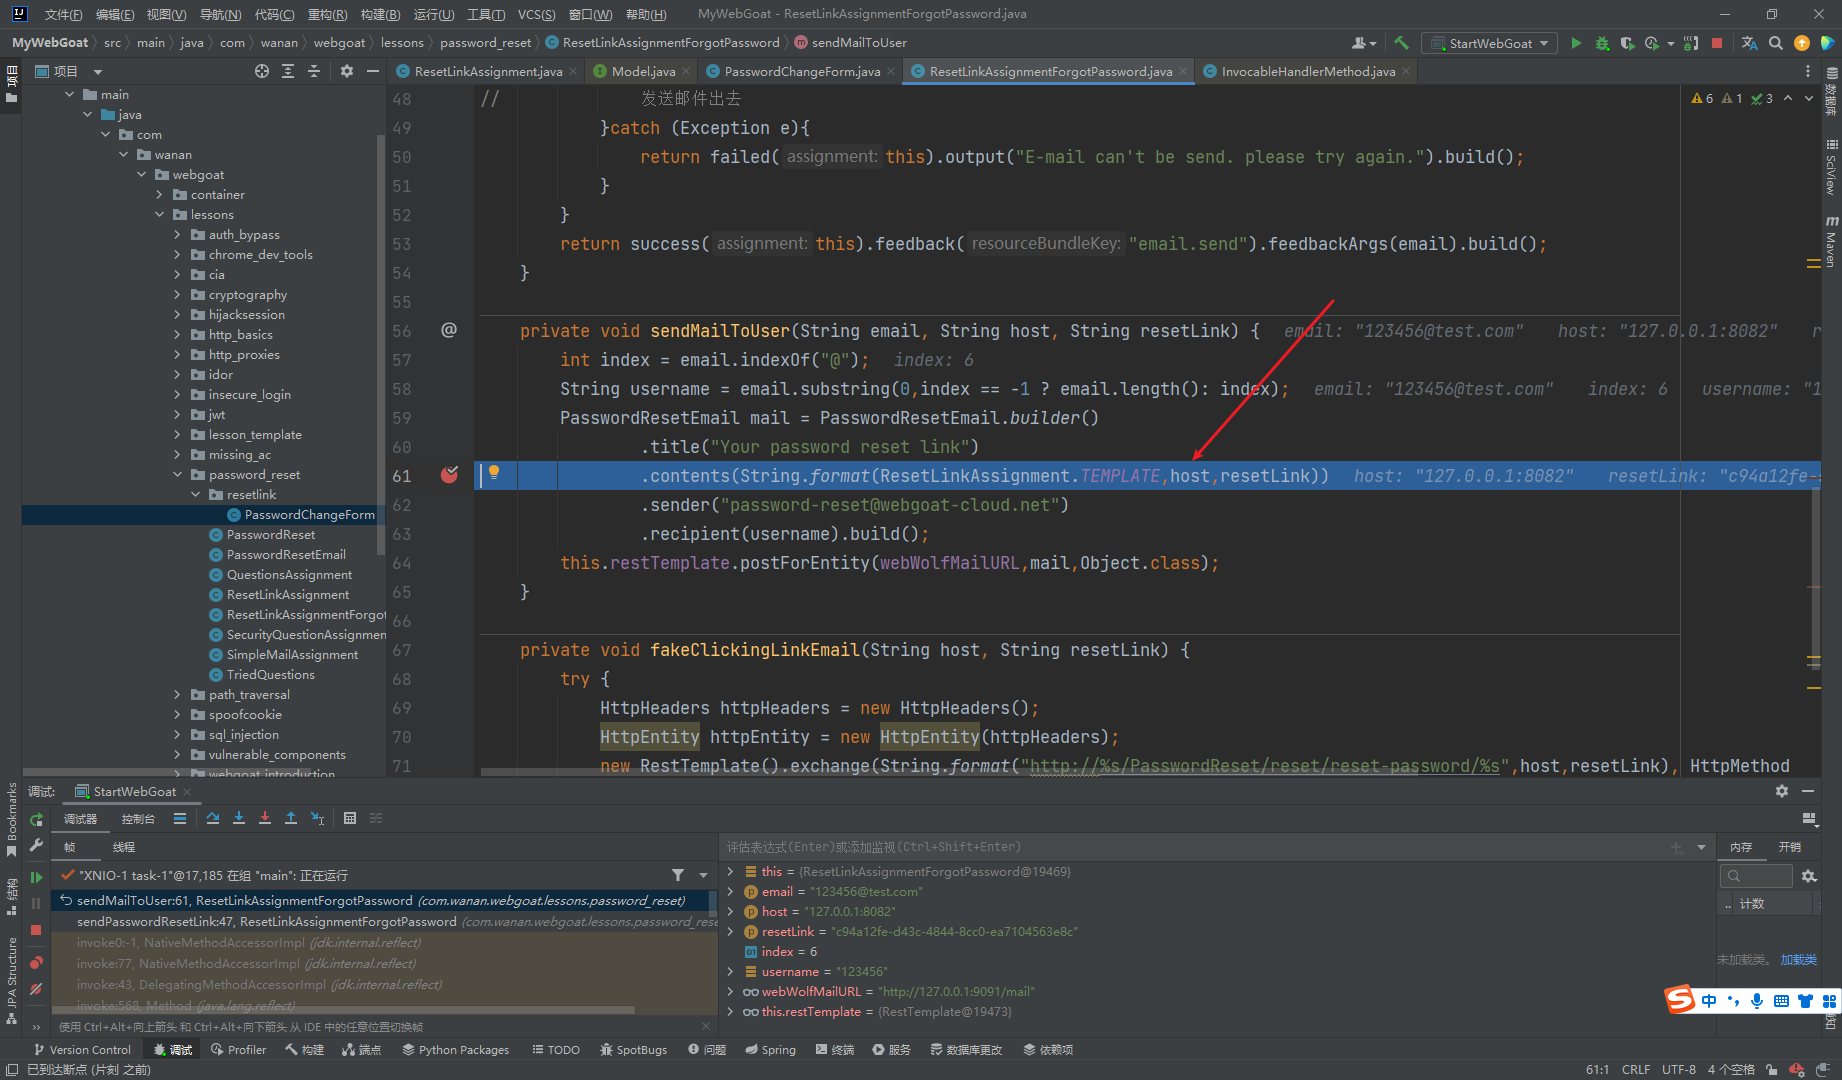 文件(F) 编辑(E) 视图(V) 导航(N) 代码(C) 重构(R) 构建(B) 运行(U) 工具(T) VCS(S) 窗口(W) 帮助(H) MyWebGoat - ResetLinkAssignmentForgotPassword.java
MyWebGoat src main java com wanan webgoat lessons password_reset ResetLinkAssignmentForgotPassword sendMailToUser StartWebGoat
项目
ResetLinkAssignment.java Model.java PasswordChangeForm.java ResetLinkAssignmentForgotPassword.java InvocableHandlerMethod.java
main
java
com
wanan
webgoat
container
lessons
auth_bypass
chrome_dev_tools
cia
cryptography
hijacksession
http_basics
http_proxies
idor
insecure_login
jwt
lesson_template
missing_ac
password_reset
resetlink
PasswordChangeForm
PasswordReset
PasswordResetEmail
QuestionsAssignment
ResetLinkAssignment
ResetLinkAssignmentForgot
SecurityQuestionAssignmen
SimpleMailAssignment
TriedQuestions
path_traversal
spoofcookie
sql_injection
vulnerable_components
webgoat_introduction
6 1 3
48 // 发送邮件出去
49 }catch (Exception e){
50 return failed( assignment: this).output("E-mail can't be send. please try again.").build();
51 }
52 }
53 return success( assignment: this).feedback( resourceBundleKey: "email.send").feedbackArgs(email).build();
54 }
55
56 @ private void sendMailToUser(String email, String host, String resetLink) { email: "123456@test.com" host: "127.0.0.1:8082" r
57 int index = email.indexOf("@"); index: 6
58 String username = email.substring(0,index == -1 ? email.length(): index); email: "123456@test.com" index: 6 username: "1
59 PasswordResetEmail mail = PasswordResetEmail.builder()
60 .title("Your password reset link")
61 .contents(String.format(ResetLinkAssignment.TEMPLATE,host,resetLink)) host: "127.0.0.1:8082" resetLink: "c94a12fe-
62 .sender("password-reset@webgoat-cloud.net")
63 .recipient(username).build();
64 this.restTemplate.postForEntity(webWolfMailURL,mail,Object.class);
65 }
66
67 private void fakeClickingLinkEmail(String host, String resetLink) {
68 try {
69 HttpHeaders httpHeaders = new HttpHeaders();
70 HttpEntity httpEntity = new HttpEntity(httpHeaders);
71 new RestTemplate().exchange(String.format("http://%s/PasswordReset/reset/reset-password/%s",host,resetLink), HttpMethod
项目
数据库
SciView
m Maven
Bookmarks
结构
JPA Structure
调试: StartWebGoat
调试器 控制台
帧 线程
"XNIO-1 task-1"@17,185 在组 "main": 正在运行
sendMailToUser:61, ResetLinkAssignmentForgotPassword (com.wanan.webgoat.lessons.password_reset)
sendPasswordResetLink:47, ResetLinkAssignmentForgotPassword (com.wanan.webgoat.lessons.password_rese
invoke0:-1, NativeMethodAccessorImpl (jdk.internal.reflect)
invoke:77, NativeMethodAccessorImpl (jdk.internal.reflect)
invoke:43, DelegatingMethodAccessorImpl (jdk.internal.reflect)
invoke:568, Method (java.lang.reflect)
使用 Ctrl+Alt+向上箭头 和 Ctrl+Alt+向下箭头 从 IDE 中的任意位置切换帧
评估表达式(Enter)或添加监视(Ctrl+Shift+Enter)
this = {ResetLinkAssignmentForgotPassword@19469}
email = "123456@test.com"
host = "127.0.0.1:8082"
resetLink = "c94a12fe-d43c-4844-8cc0-ea7104563e8c"
index = 6
username = "123456"
webWolfMailURL = "http://127.0.0.1:9091/mail"
this.restTemplate = {RestTemplate@19473}
内存 开销
.. 计数
未加载类。 加载类
中
Version Control 调试 Profiler 构建 端点 Python Packages TODO SpotBugs 问题 Spring 终端 服务 数据库更改 依赖项
已到达断点 (片刻 之前) 61:1 CRLF UTF-8 4 个空格